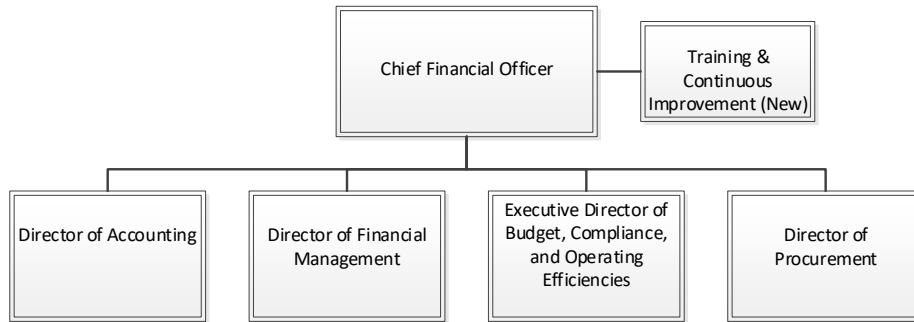 Chief Financial Officer
Training &
Continuous
Improvement (New)
Director of Accounting
Director of Financial
Management
Executive Director of
Budget, Compliance,
and Operating
Efficiencies
Director of
Procurement